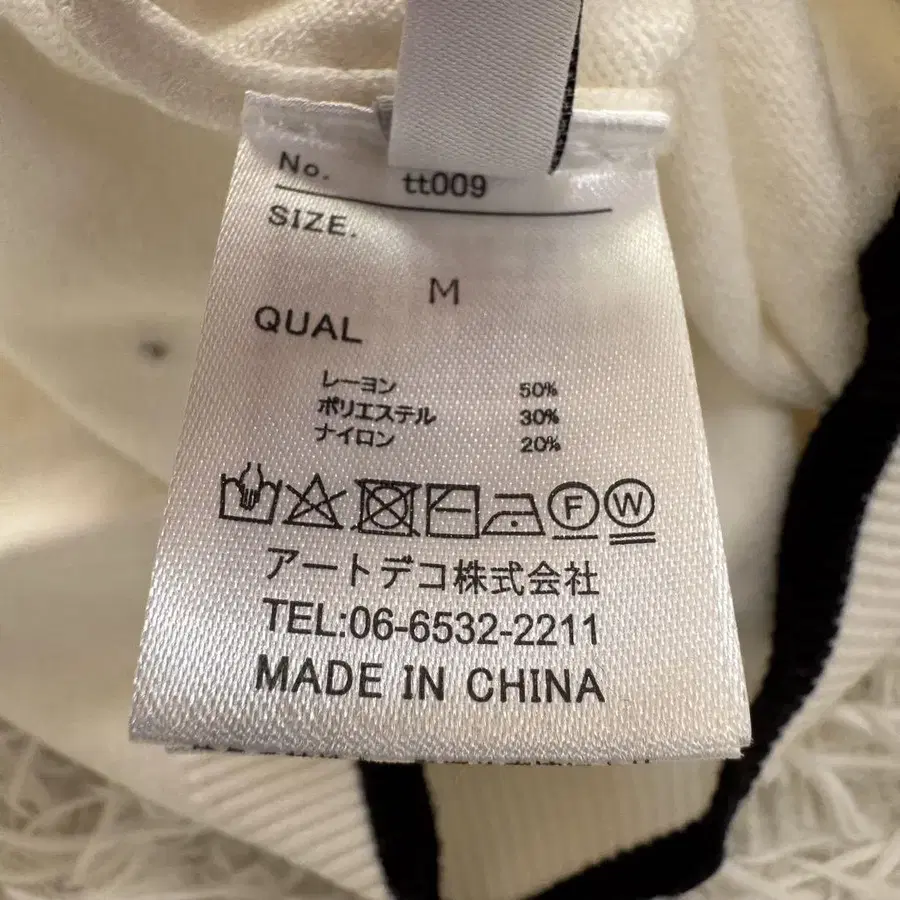 No. tt009
SIZE.
M
QUAL
レーヨン 50%
ポリエステル 30%
ナイロン 20%
F W
アートデコ株式会社
TEL:06-6532-2211
MADE IN CHINA